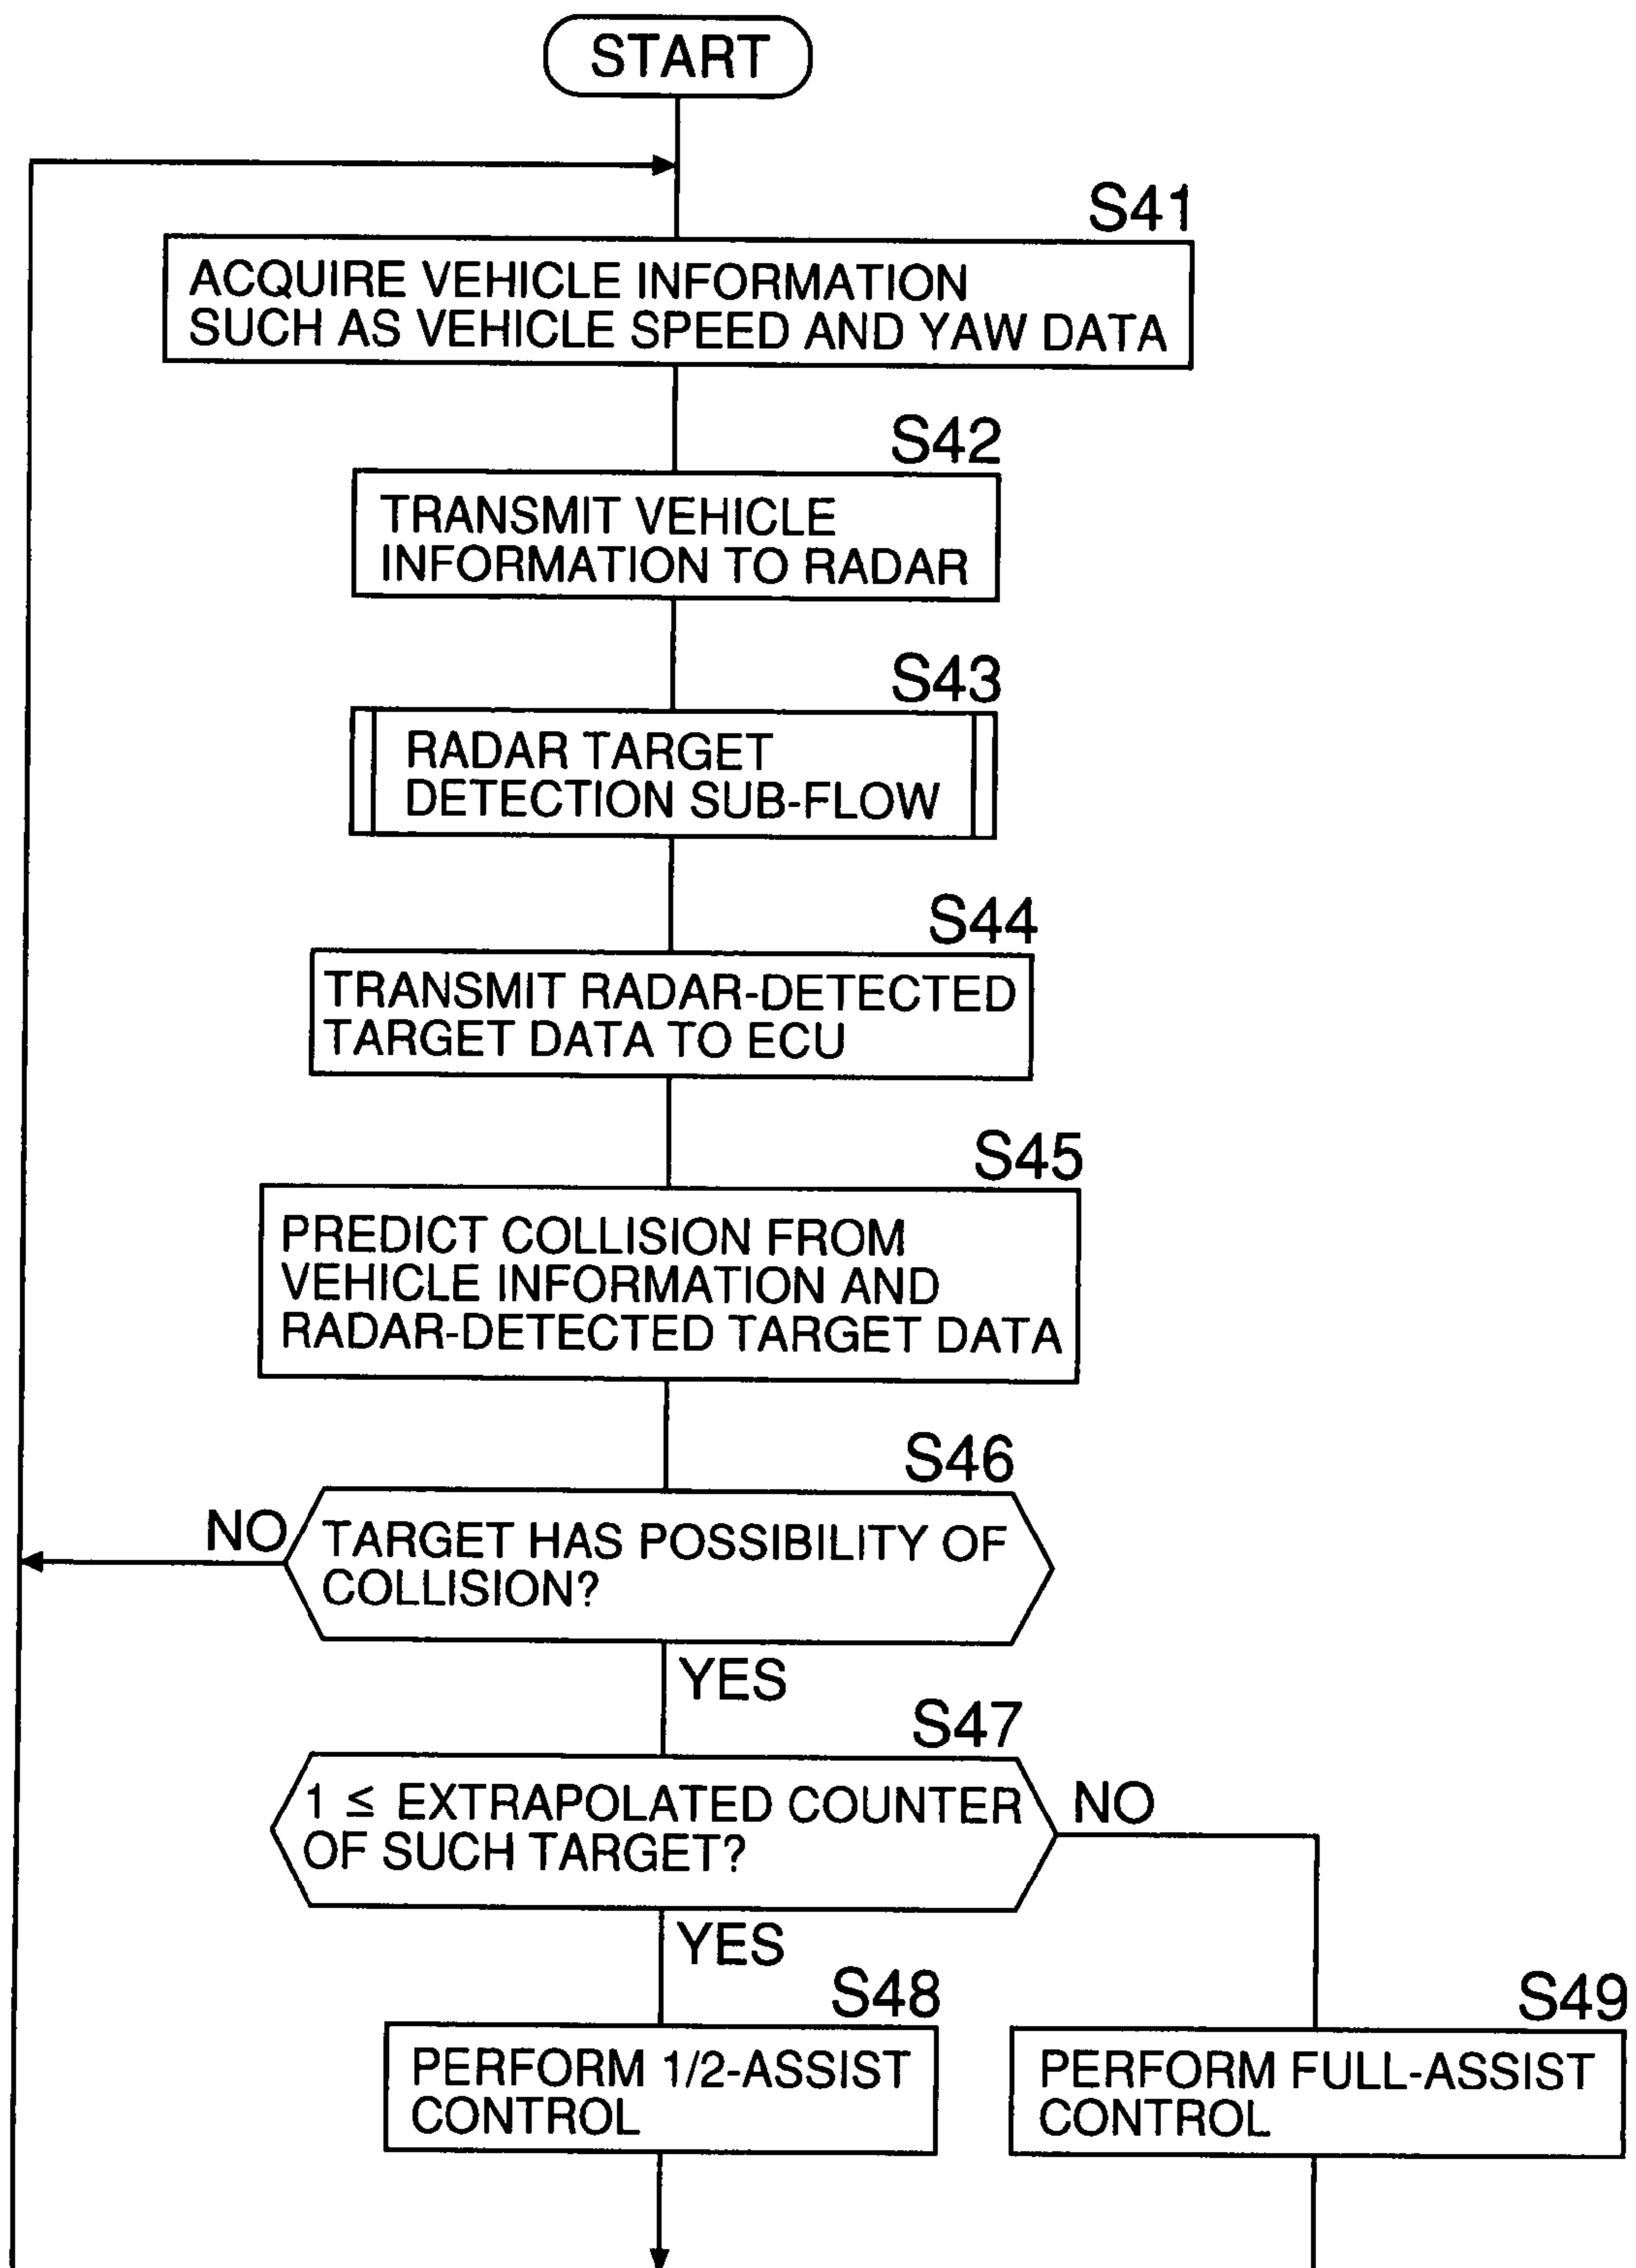 START
S41
ACQUIRE VEHICLE INFORMATION
SUCH AS VEHICLE SPEED AND YAW DATA
S42
TRANSMIT VEHICLE
INFORMATION TO RADAR
S43
RADAR TARGET
DETECTION SUB-FLOW
S44
TRANSMIT RADAR-DETECTED
TARGET DATA TO ECU
S45
PREDICT COLLISION FROM
VEHICLE INFORMATION AND
RADAR-DETECTED TARGET DATA
S46
NO
TARGET HAS POSSIBILITY OF
COLLISION?
YES
S47
1 ≤ EXTRAPOLATED COUNTER
OF SUCH TARGET?
NO
YES
S48
PERFORM 1/2-ASSIST
CONTROL
S49
PERFORM FULL-ASSIST
CONTROL